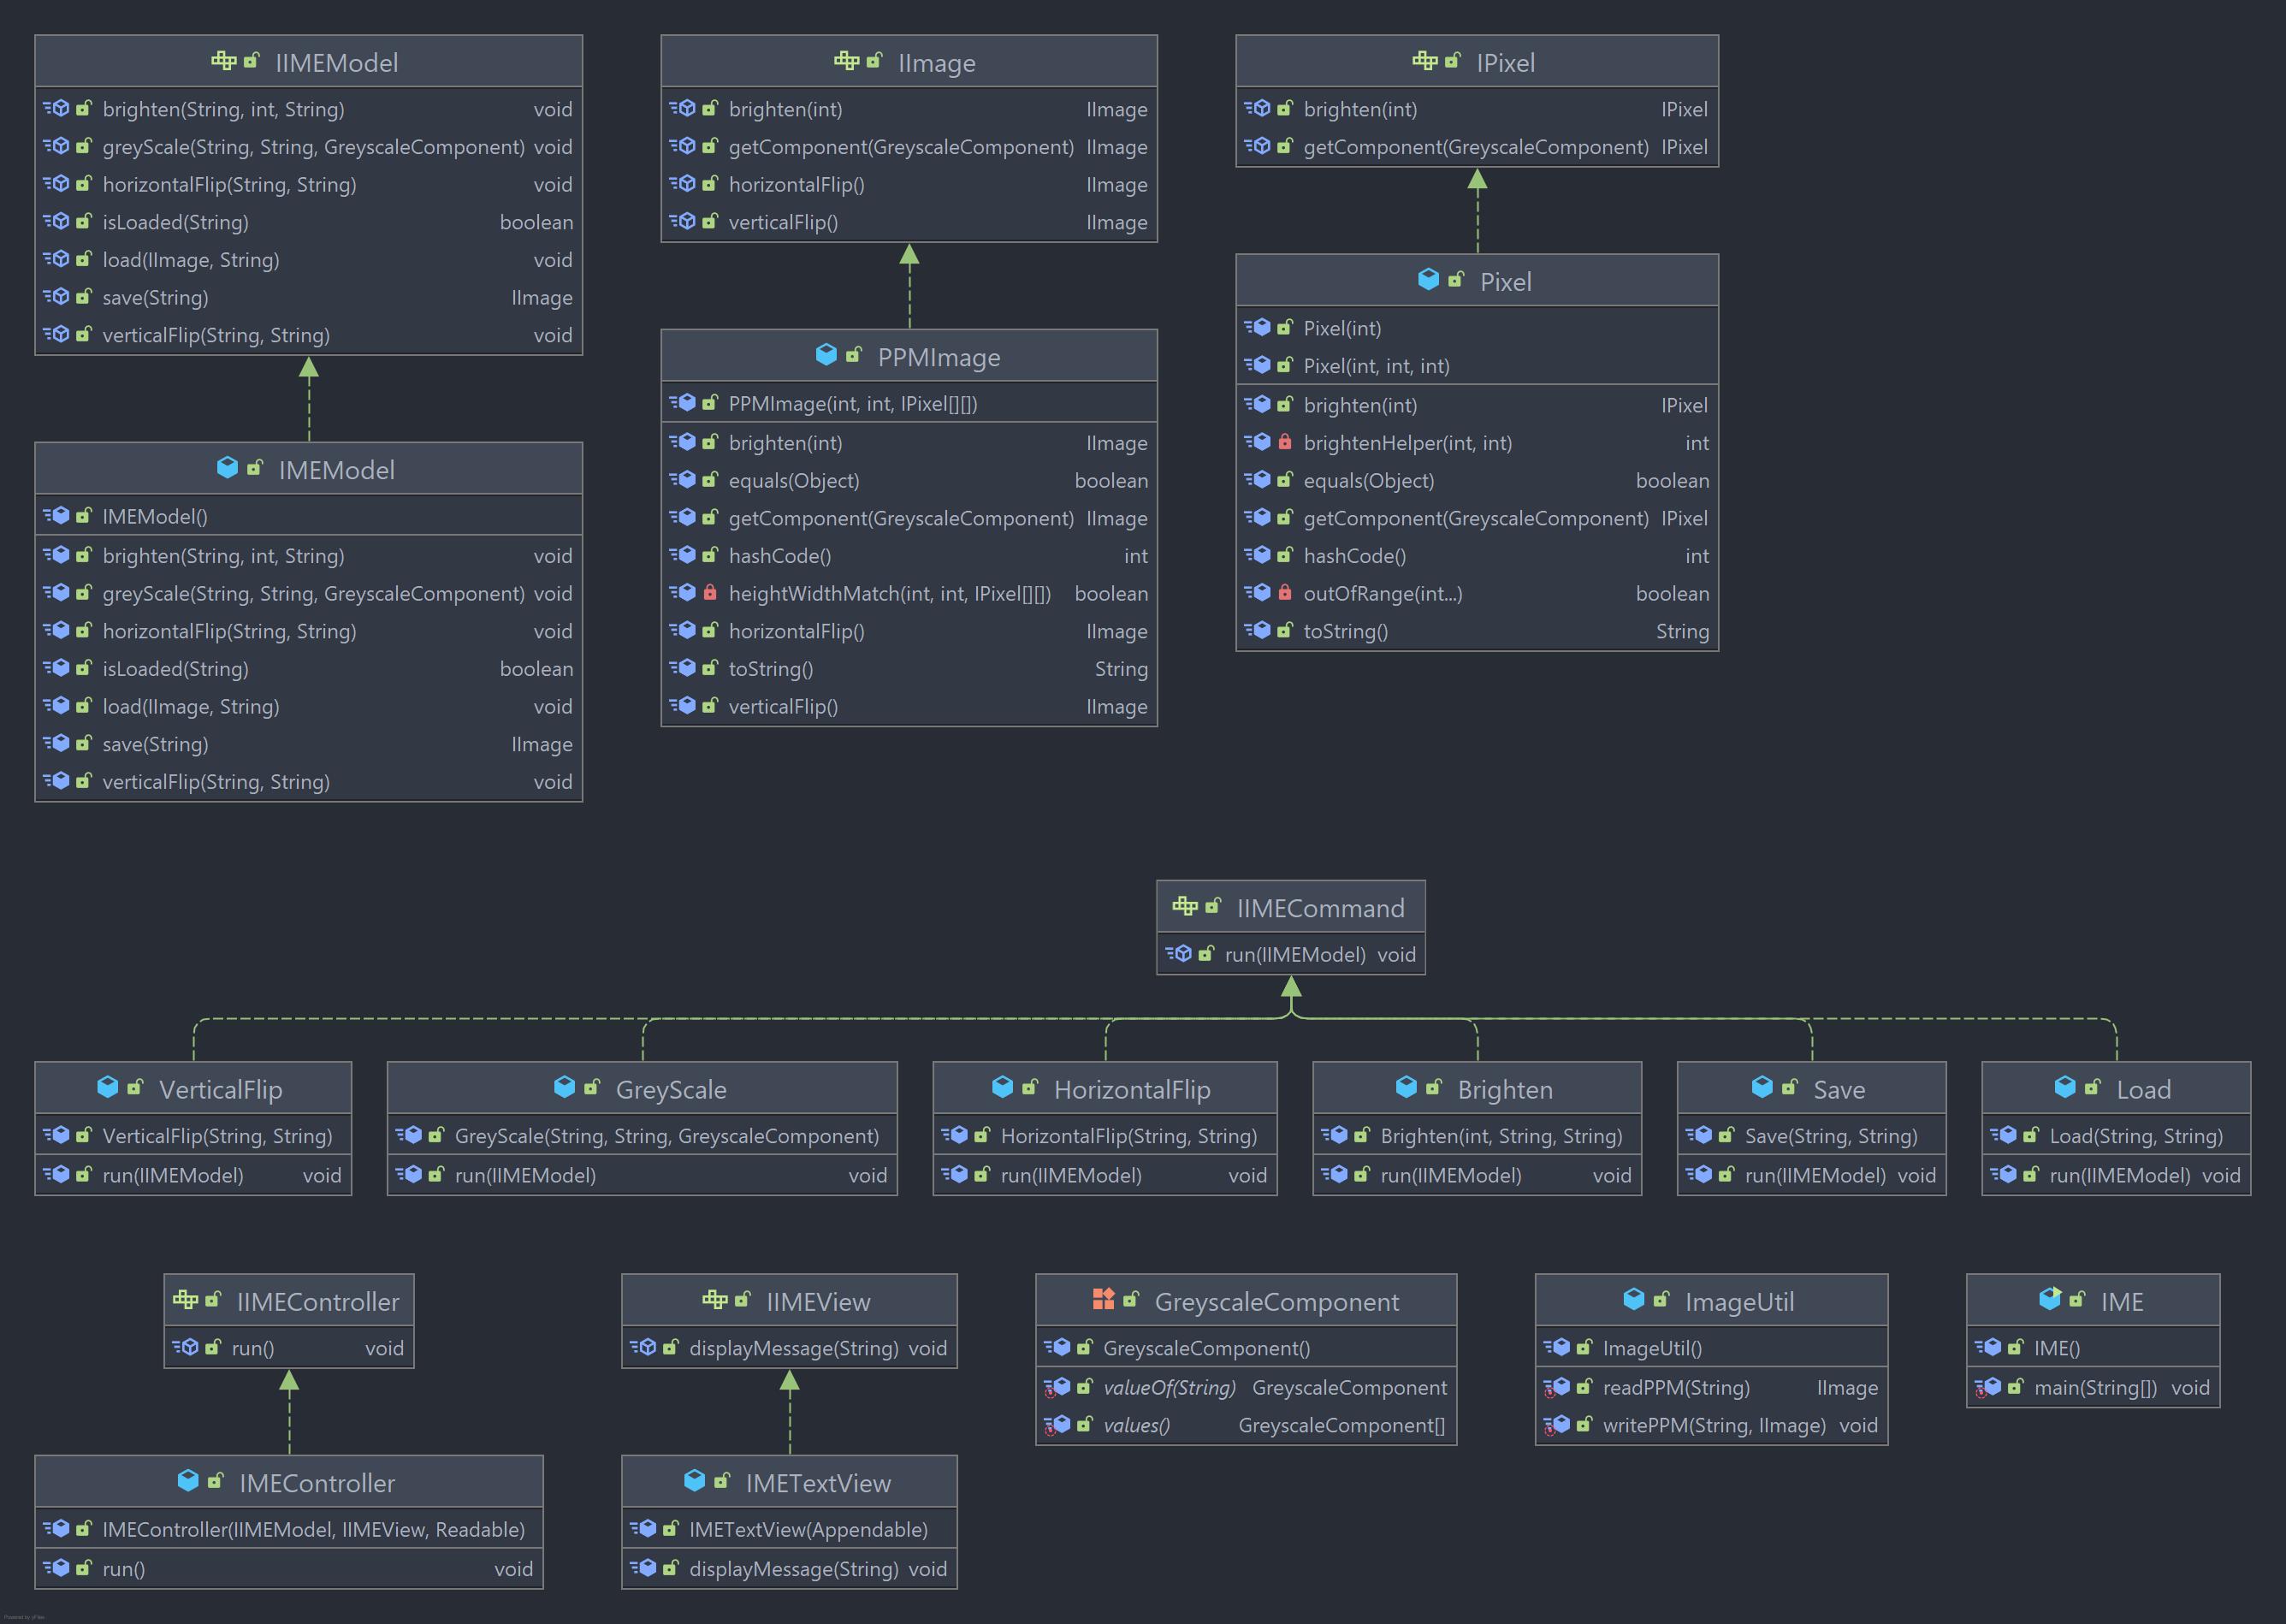 IIMEModel
brighten(String, int, String) void
greyScale(String, String, GreyscaleComponent) void
horizontalFlip(String, String) void
isLoaded(String) boolean
load(IImage, String) void
save(String) IImage
verticalFlip(String, String) void
IMEModel
IMEModel()
brighten(String, int, String) void
greyScale(String, String, GreyscaleComponent) void
horizontalFlip(String, String) void
isLoaded(String) boolean
load(IImage, String) void
save(String) IImage
verticalFlip(String, String) void
IImage
brighten(int) IImage
getComponent(GreyscaleComponent) IImage
horizontalFlip() IImage
verticalFlip() IImage
PPMImage
PPMImage(int, int, IPixel[][])
brighten(int) IImage
equals(Object) boolean
getComponent(GreyscaleComponent) IImage
hashCode() int
heightWidthMatch(int, int, IPixel[][]) boolean
horizontalFlip() IImage
toString() String
verticalFlip() IImage
IPixel
brighten(int) IPixel
getComponent(GreyscaleComponent) IPixel
Pixel
Pixel(int)
Pixel(int, int, int)
brighten(int) IPixel
brightenHelper(int, int) int
equals(Object) boolean
getComponent(GreyscaleComponent) IPixel
hashCode() int
outOfRange(int...) boolean
toString() String
IIMECommand
run(IIMEModel) void
VerticalFlip
VerticalFlip(String, String)
run(IIMEModel) void
GreyScale
GreyScale(String, String, GreyscaleComponent)
run(IIMEModel) void
HorizontalFlip
HorizontalFlip(String, String)
run(IIMEModel) void
Brighten
Brighten(int, String, String)
run(IIMEModel) void
Save
Save(String, String)
run(IIMEModel) void
Load
Load(String, String)
run(IIMEModel) void
IIMEController
run() void
IMEController
IMEController(IIMEModel, IIMEView, Readable)
run() void
IIMEView
displayMessage(String) void
IMETextView
IMETextView(Appendable)
displayMessage(String) void
GreyscaleComponent
GreyscaleComponent()
valueOf(String) GreyscaleComponent
values() GreyscaleComponent[]
ImageUtil
ImageUtil()
readPPM(String) IImage
writePPM(String, IImage) void
IME
IME()
main(String[]) void
Powered by yFiles